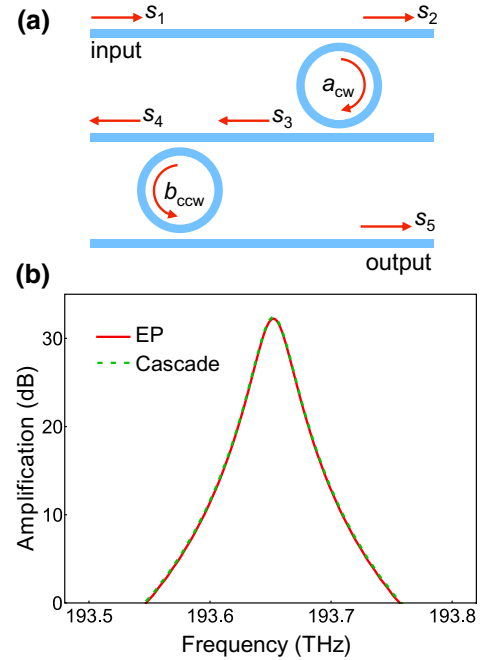 (a)
s1 s2
input
acw
s4 s3
bccw
s5
output
(b)
30
20
10
0
EP
Cascade
Amplification (dB)
193.5 193.6 193.7 193.8
Frequency (THz)